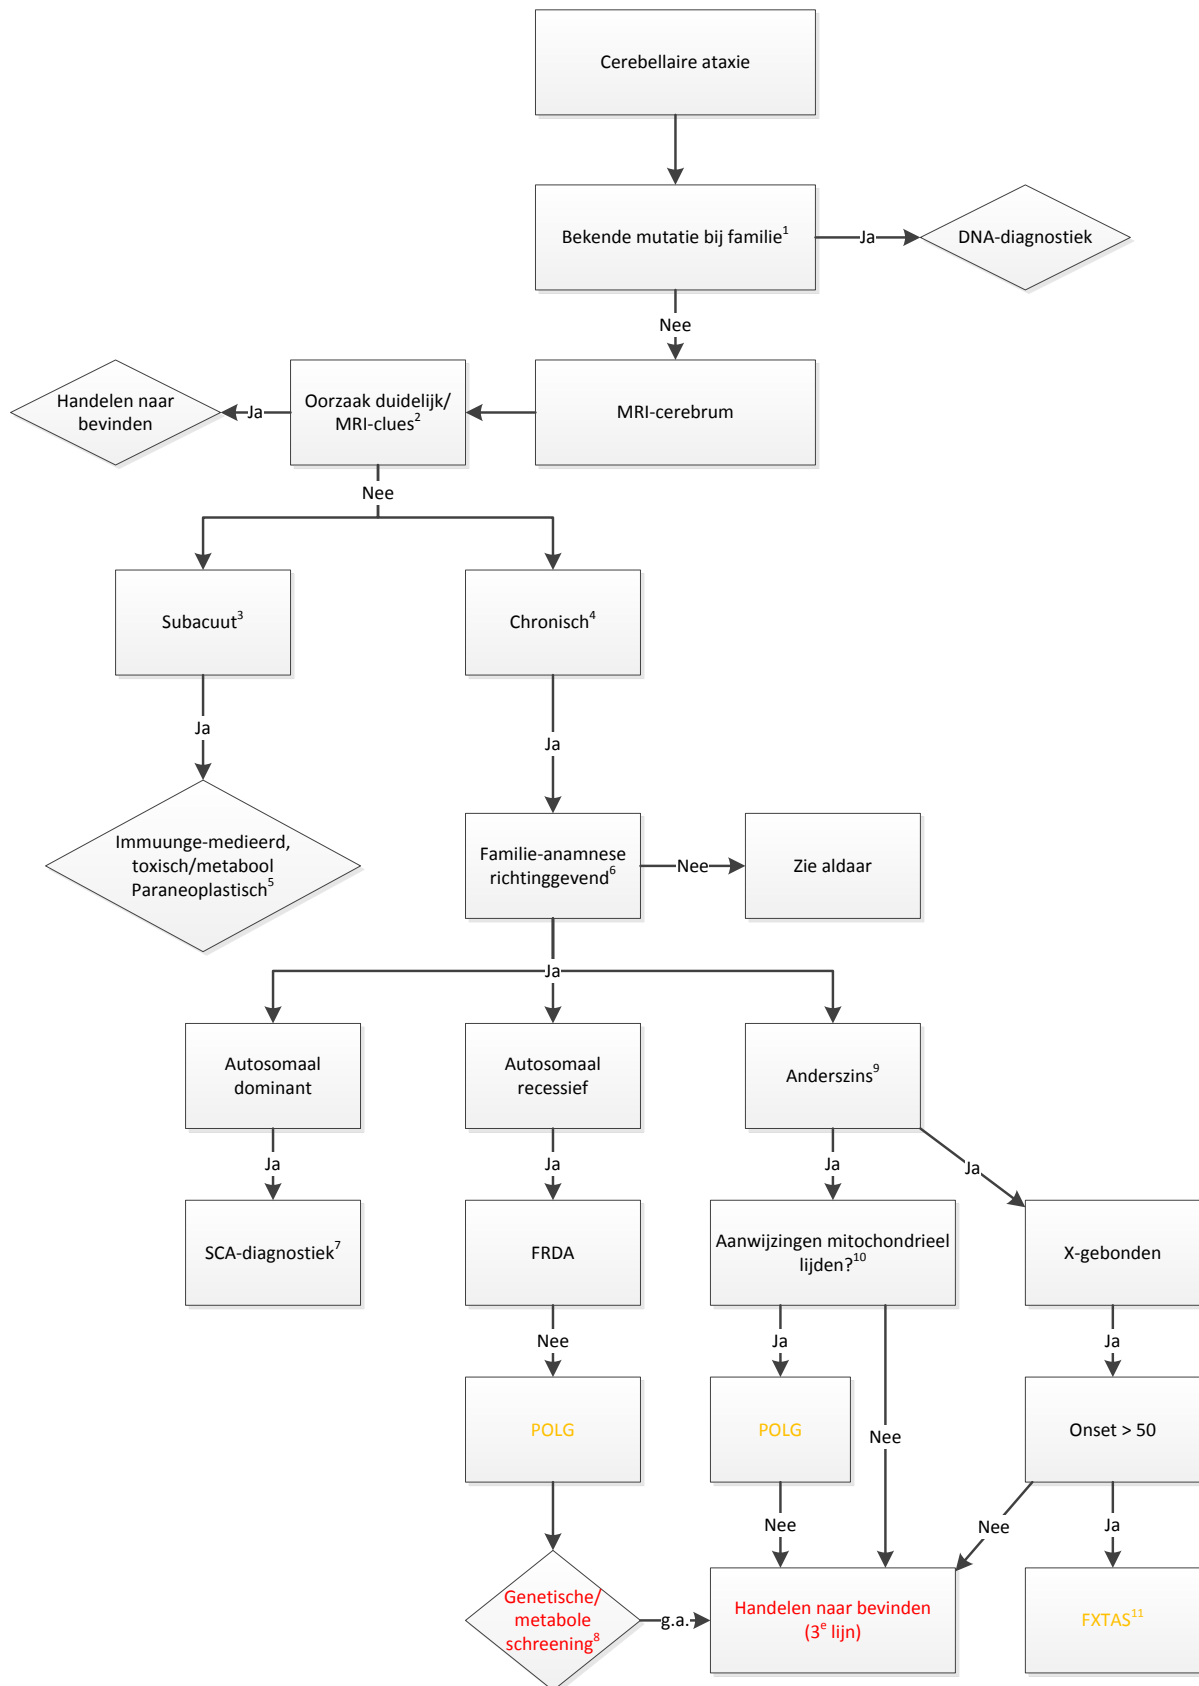 Cerebellaire ataxie
Bekende mutatie bij familie1
Ja
DNA-diagnostiek
Nee
Handelen naar
bevinden
Ja
Oorzaak duidelijk/
MRI-clues2
MRI-cerebrum
Nee
Subacuut3
Chronisch4
Ja
Ja
Immuunge-medieerd,
toxisch/metabool
Paraneoplastisch5
Familie-anamnese
richtinggevend6
Nee
Zie aldaar
Ja
Autosomaal
dominant
Autosomaal
recessief
Anderszins9
Ja
Ja
Ja
Ja
SCA-diagnostiek7
FRDA
Aanwijzingen mitochondrieel
lijden?10
X-gebonden
Nee
Ja
Nee
Ja
POLG
POLG
Onset > 50
Nee
Nee
Ja
Genetische/
metabole
schreening8
g.a.
Handelen naar bevinden
(3e lijn)
FXTAS11